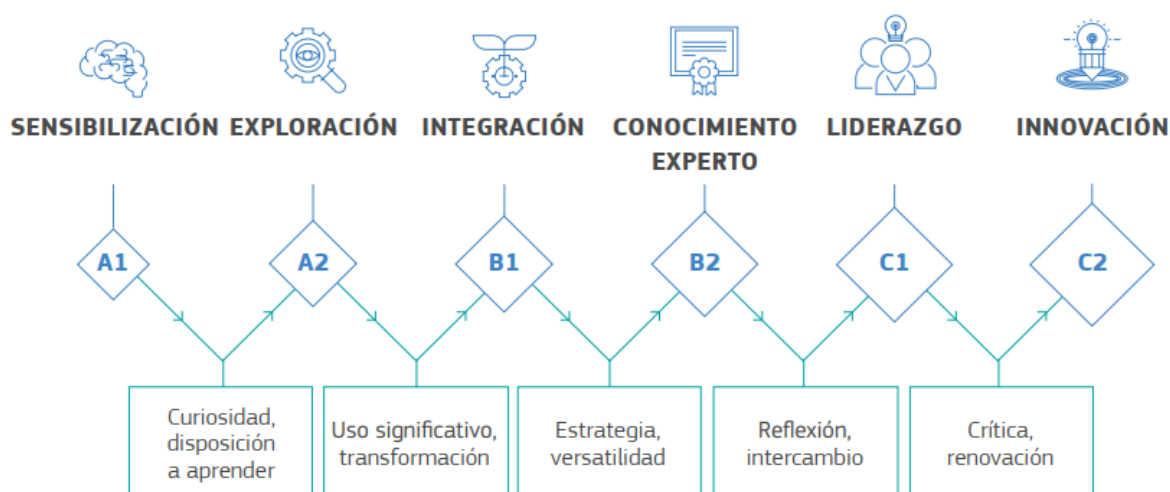 SENSIBILIZACIÓN
EXPLORACIÓN
INTEGRACIÓN
CONOCIMIENTO
EXPERTO
LIDERAZGO
INNOVACIÓN
A1
A2
B1
B2
C1
C2
Curiosidad,
disposición
a aprender
Uso significativo,
transformación
Estrategia,
versatilidad
Reflexión,
intercambio
Crítica,
renovación